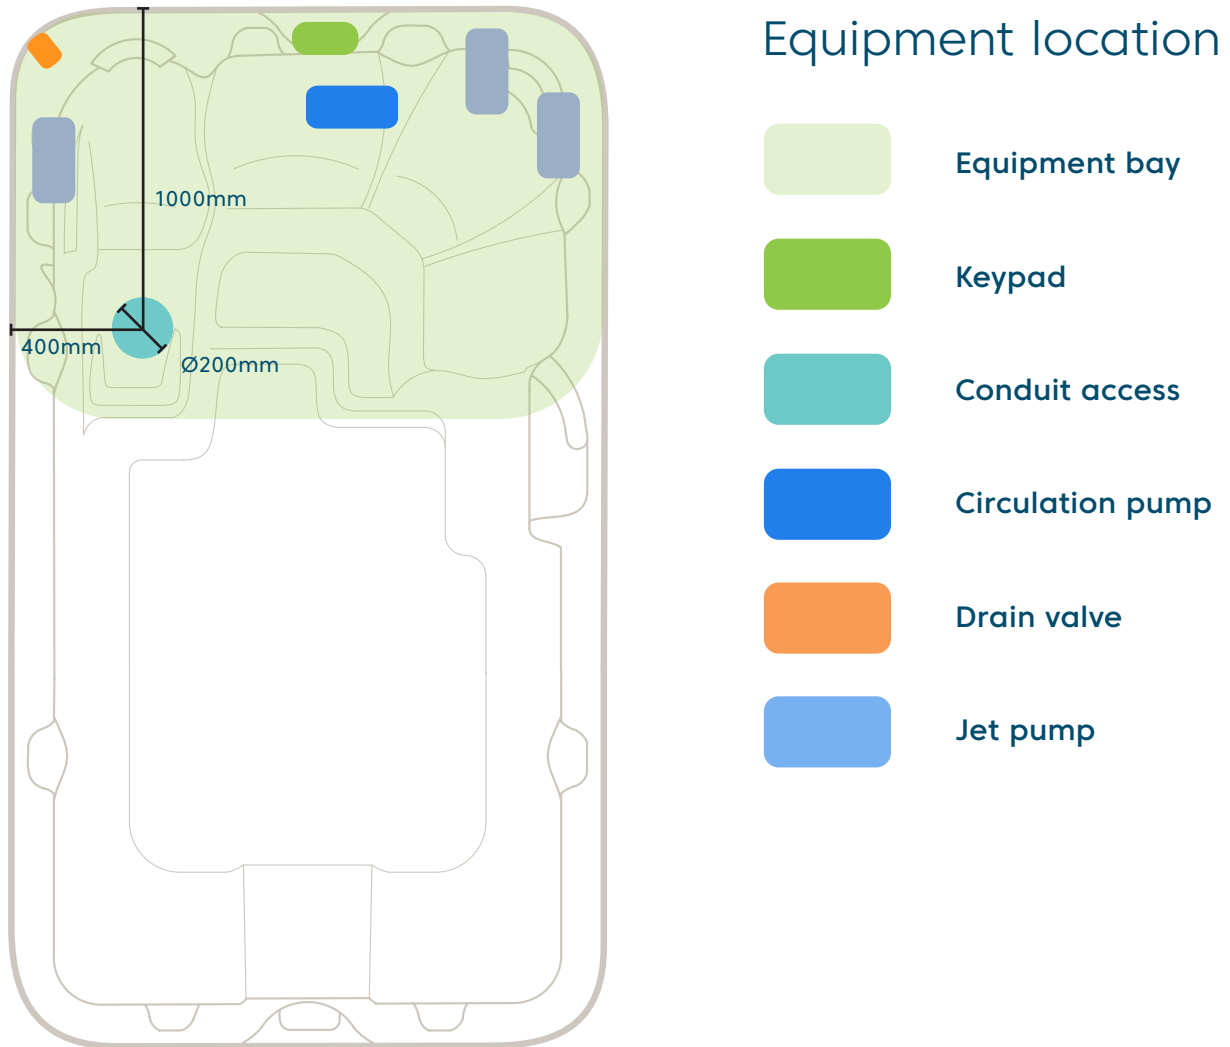 Equipment location
1000mm
400mm
Ø200mm
Equipment bay
Keypad
Conduit access
Circulation pump
Drain valve
Jet pump